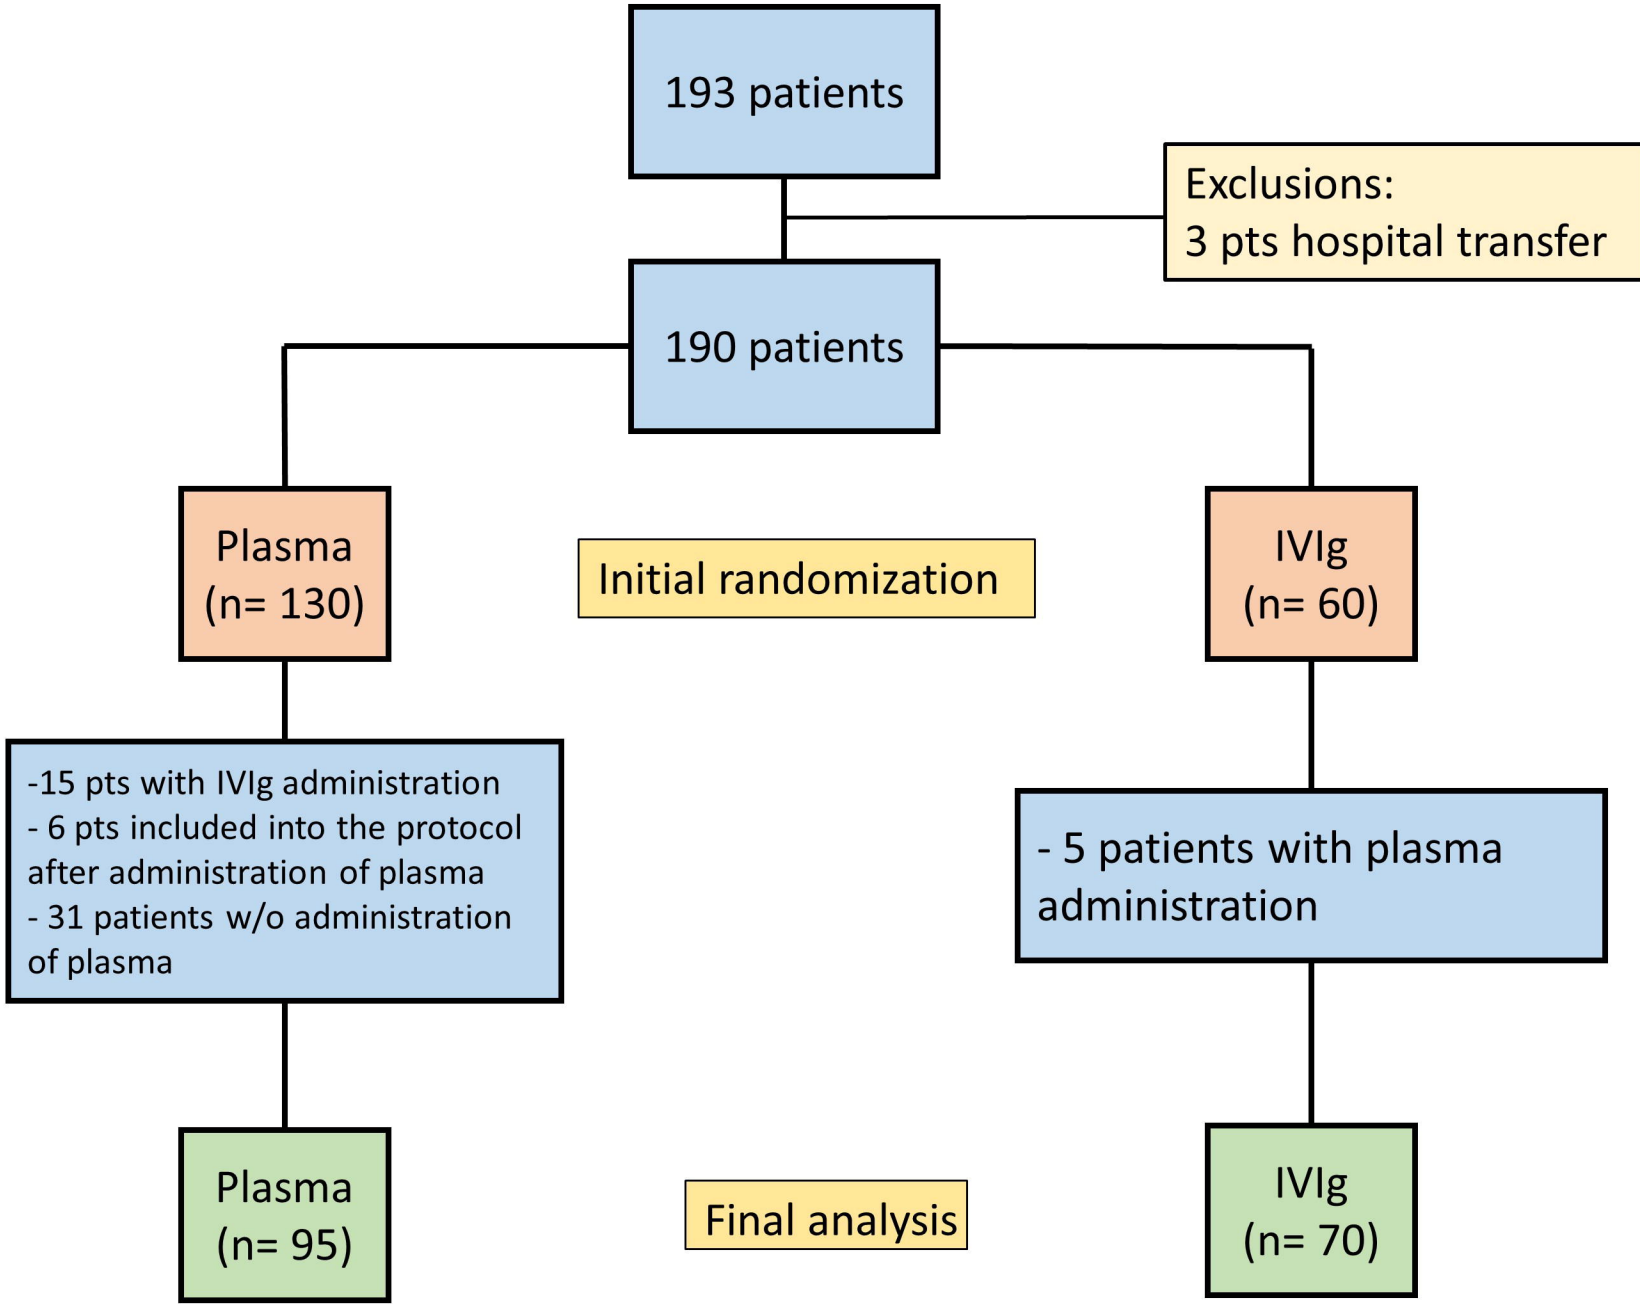 193 patients
Exclusions:
3 pts hospital transfer
190 patients
Plasma
(n= 130)
Initial randomization
IVIg
(n= 60)
-15 pts with IVIg administration
- 6 pts included into the protocol
after administration of plasma
- 31 patients w/o administration
of plasma
- 5 patients with plasma
administration
Plasma
(n= 95)
Final analysis
IVIg
(n= 70)